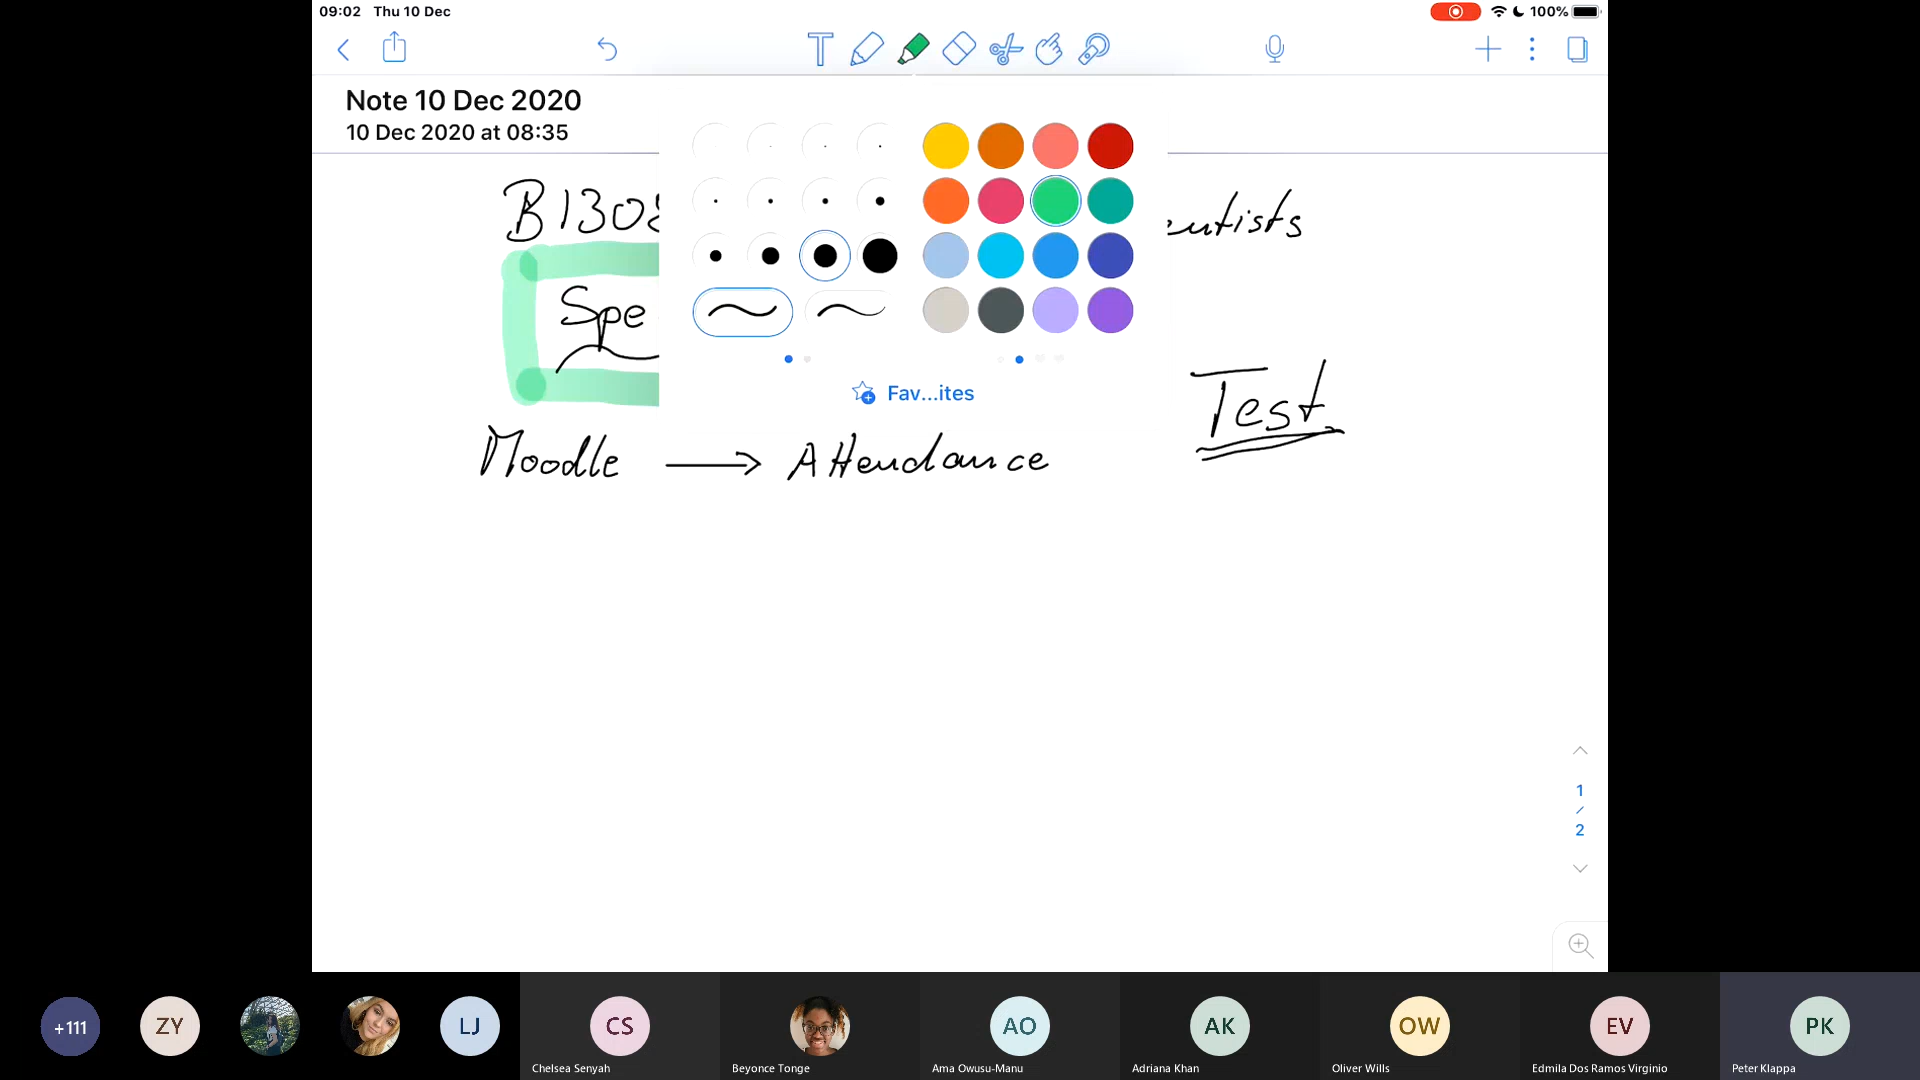 09:02 Thu 10 Dec
100%
T
Note 10 Dec 2020
10 Dec 2020 at 08:35
BI308
entists
Spe
Fav...ites
Test
Moodle → Attendance
1
/
2
+111
ZY
LJ
CS
AO
AK
OW
EV
PK
Chelsea Senyah
Beyonce Tonge
Ama Owusu-Manu
Adriana Khan
Oliver Wills
Edmila Dos Ramos Virginio
Peter Klappa